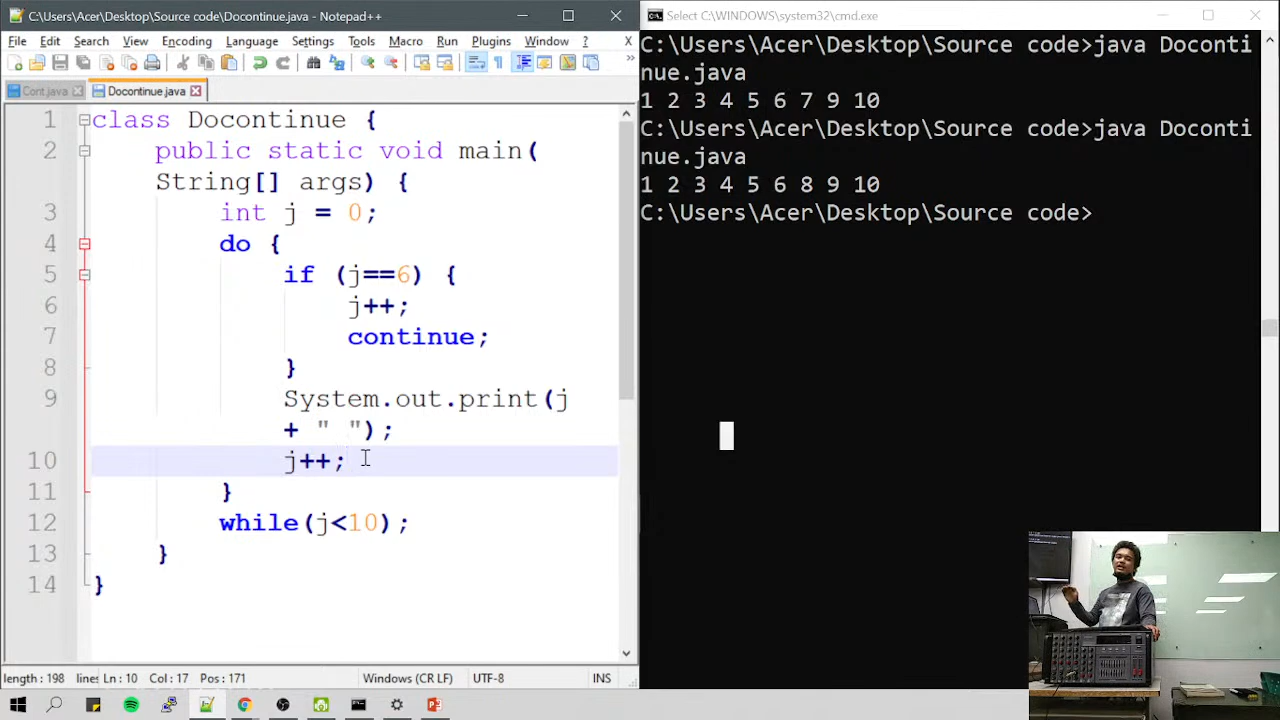 C:\Users\Acer\Desktop\Source code\Docontinue.java - Notepad++
File Edit Search View Encoding Language Settings Tools Macro Run Plugins Window ? X
Cont.java Docontinue.java
1 class Docontinue {
2 public static void main(
String[] args) {
3 int j = 0;
4 do {
5 if (j==6) {
6 j++;
7 continue;
8 }
9 System.out.print(j
+ " ");
10 j++;
11 }
12 while(j<10);
13 }
14 }
length : 198 lines Ln : 10 Col : 17 Pos : 171 Windows (CR LF) UTF-8 INS
Select C:\WINDOWS\system32\cmd.exe
C:\Users\Acer\Desktop\Source code>java Doconti
nue.java
1 2 3 4 5 6 7 9 10
C:\Users\Acer\Desktop\Source code>java Doconti
nue.java
1 2 3 4 5 6 8 9 10
C:\Users\Acer\Desktop\Source code>